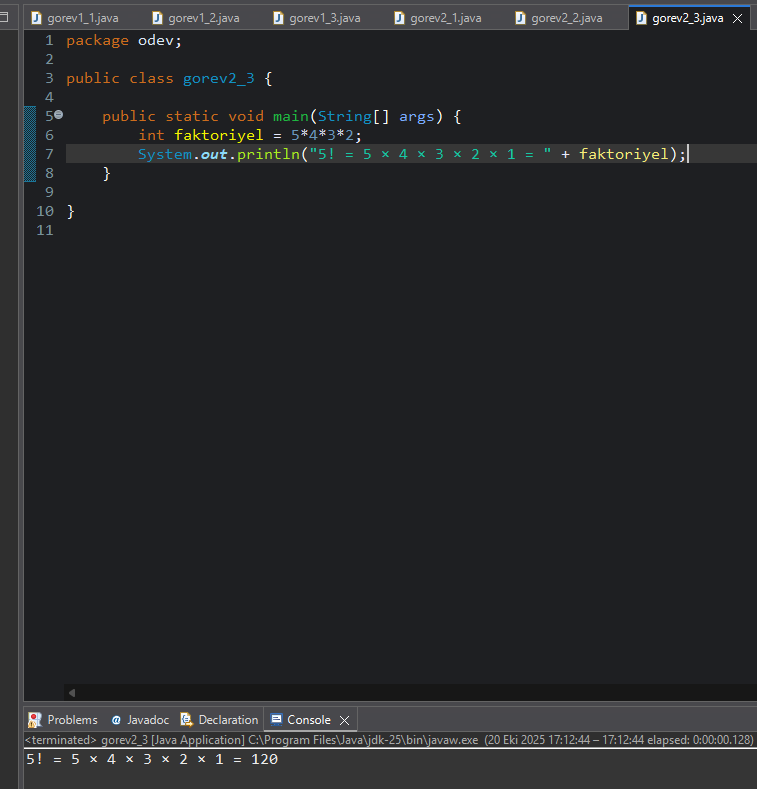 gorev1_1.java gorev1_2.java gorev1_3.java gorev2_1.java gorev2_2.java gorev2_3.java
1 package odev;
2
3 public class gorev2_3 {
4
5 public static void main(String[] args) {
6 int faktoriyel = 5*4*3*2;
7 System.out.println("5! = 5 × 4 × 3 × 2 × 1 = " + faktoriyel);
8 }
9
10 }
11
Problems @ Javadoc Declaration Console
<terminated> gorev2_3 [Java Application] C:\Program Files\Java\jdk-25\bin\javaw.exe (20 Eki 2025 17:12:44 – 17:12:44 elapsed: 0:00:00.128)
5! = 5 × 4 × 3 × 2 × 1 = 120